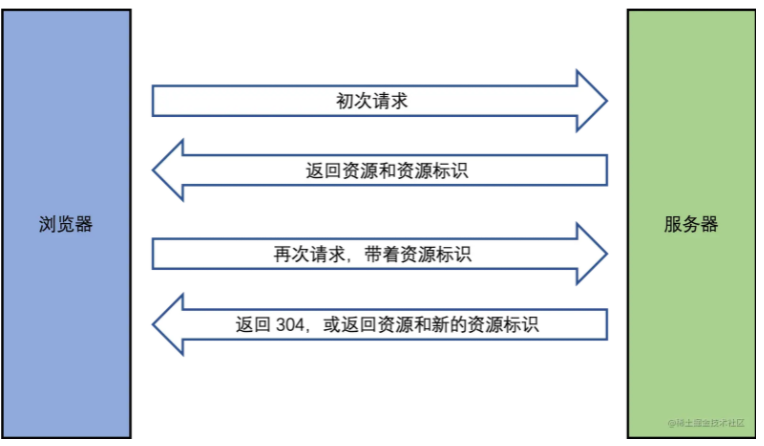 初次请求
返回资源和资源标识
浏览器
服务器
再次请求，带着资源标识
返回 304，或返回资源和新的资源标识
@稀土掘金技术社区